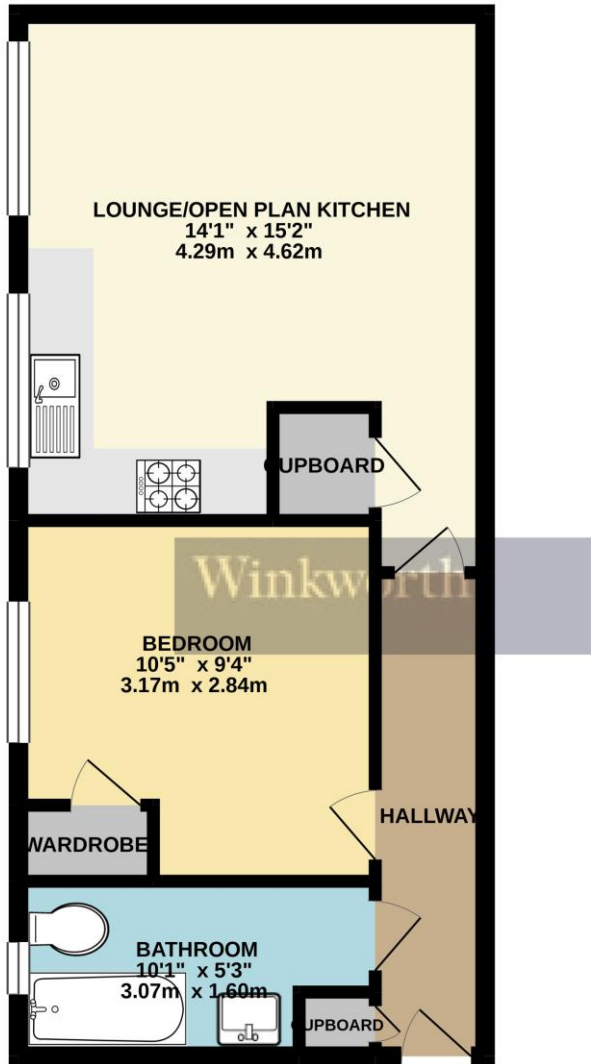 LOUNGE/OPEN PLAN KITCHEN
14'1" x 15'2"
4.29m x 4.62m
CUPBOARD
Winkworth
BEDROOM
10'5" x 9'4"
3.17m x 2.84m
HALLWAY
WARDROBE
BATHROOM
10'1" x 5'3"
3.07m x 1.60m
CUPBOARD